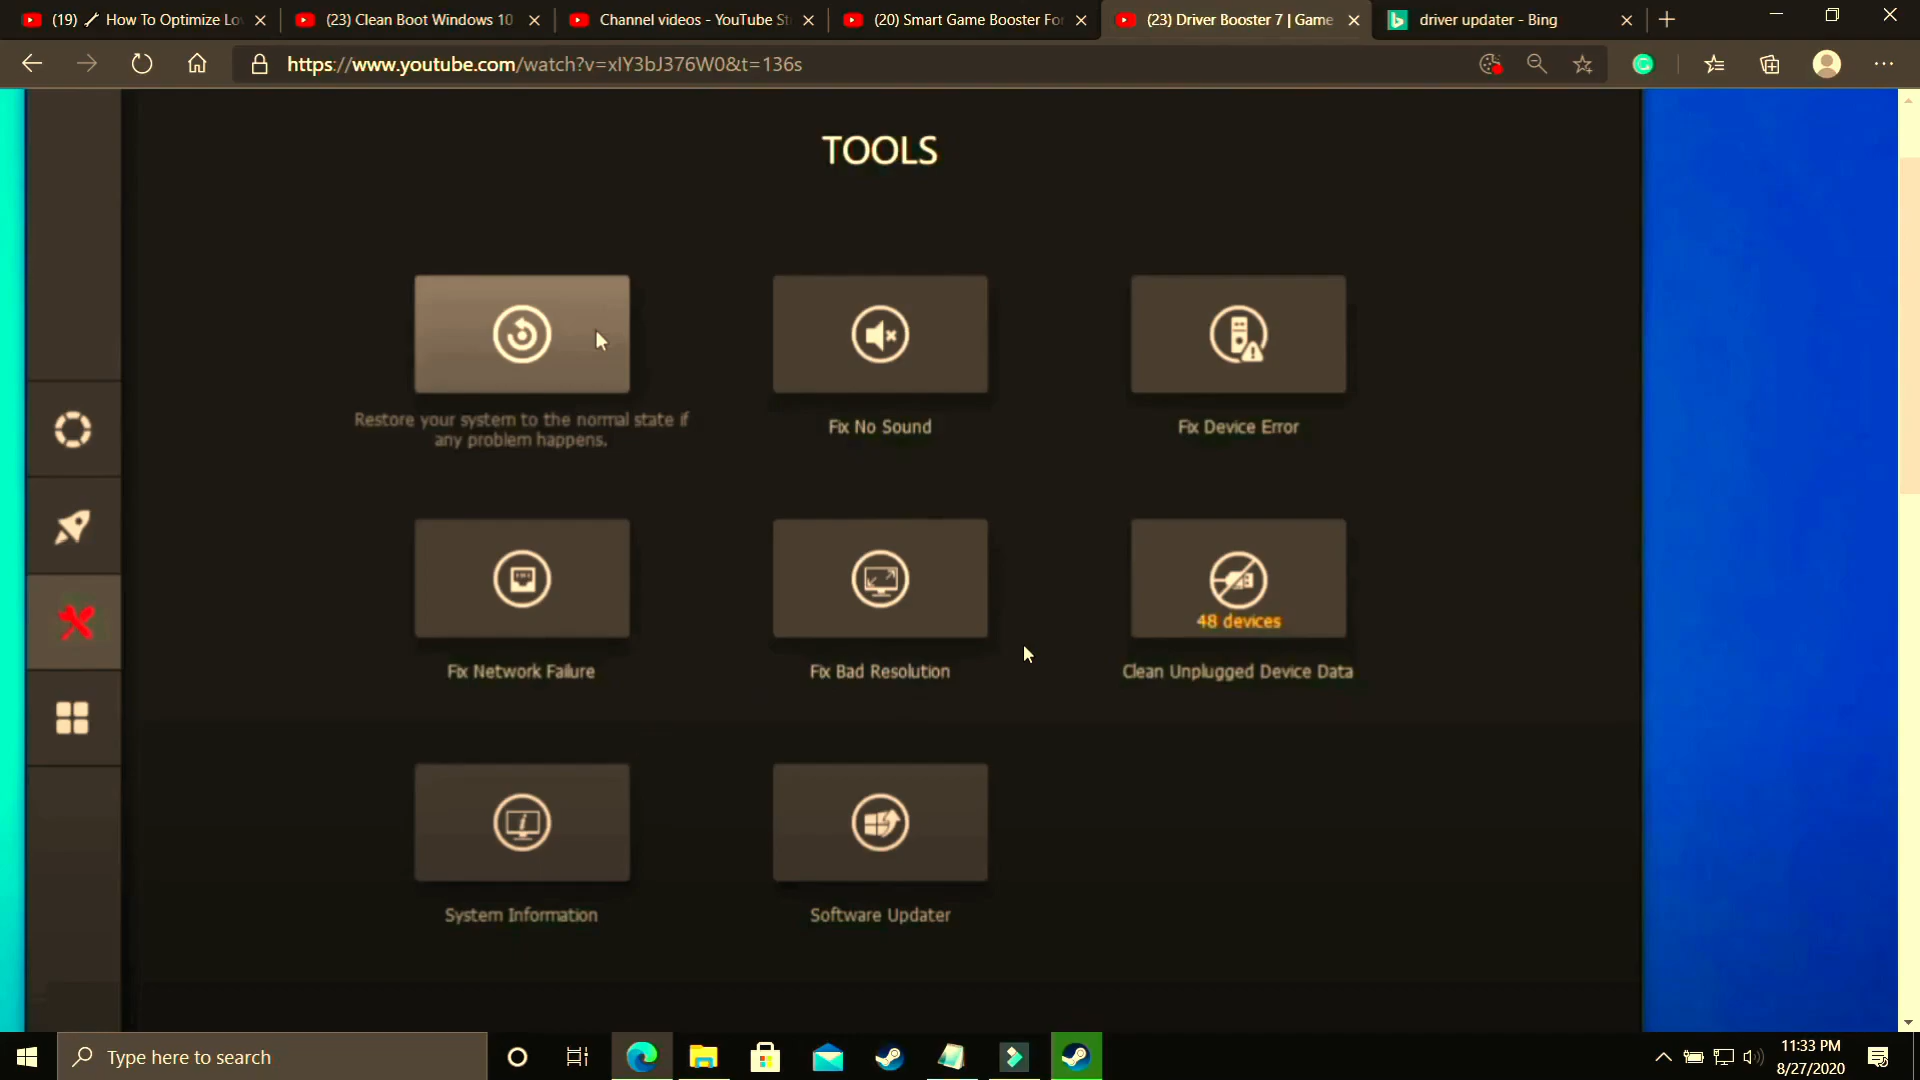 (19) 🔧 How To Optimize Lo
(23) Clean Boot Windows 10
Channel videos - YouTube St
(20) Smart Game Booster Fo
(23) Driver Booster 7 | Game
driver updater - Bing
https://www.youtube.com/watch?v=xIY3bJ376W0&t=136s
TOOLS
Restore your system to the normal state if
any problem happens.
Fix No Sound
Fix Device Error
Fix Network Failure
Fix Bad Resolution
48 devices
Clean Unplugged Device Data
System Information
Software Updater
Type here to search
11:33 PM
8/27/2020